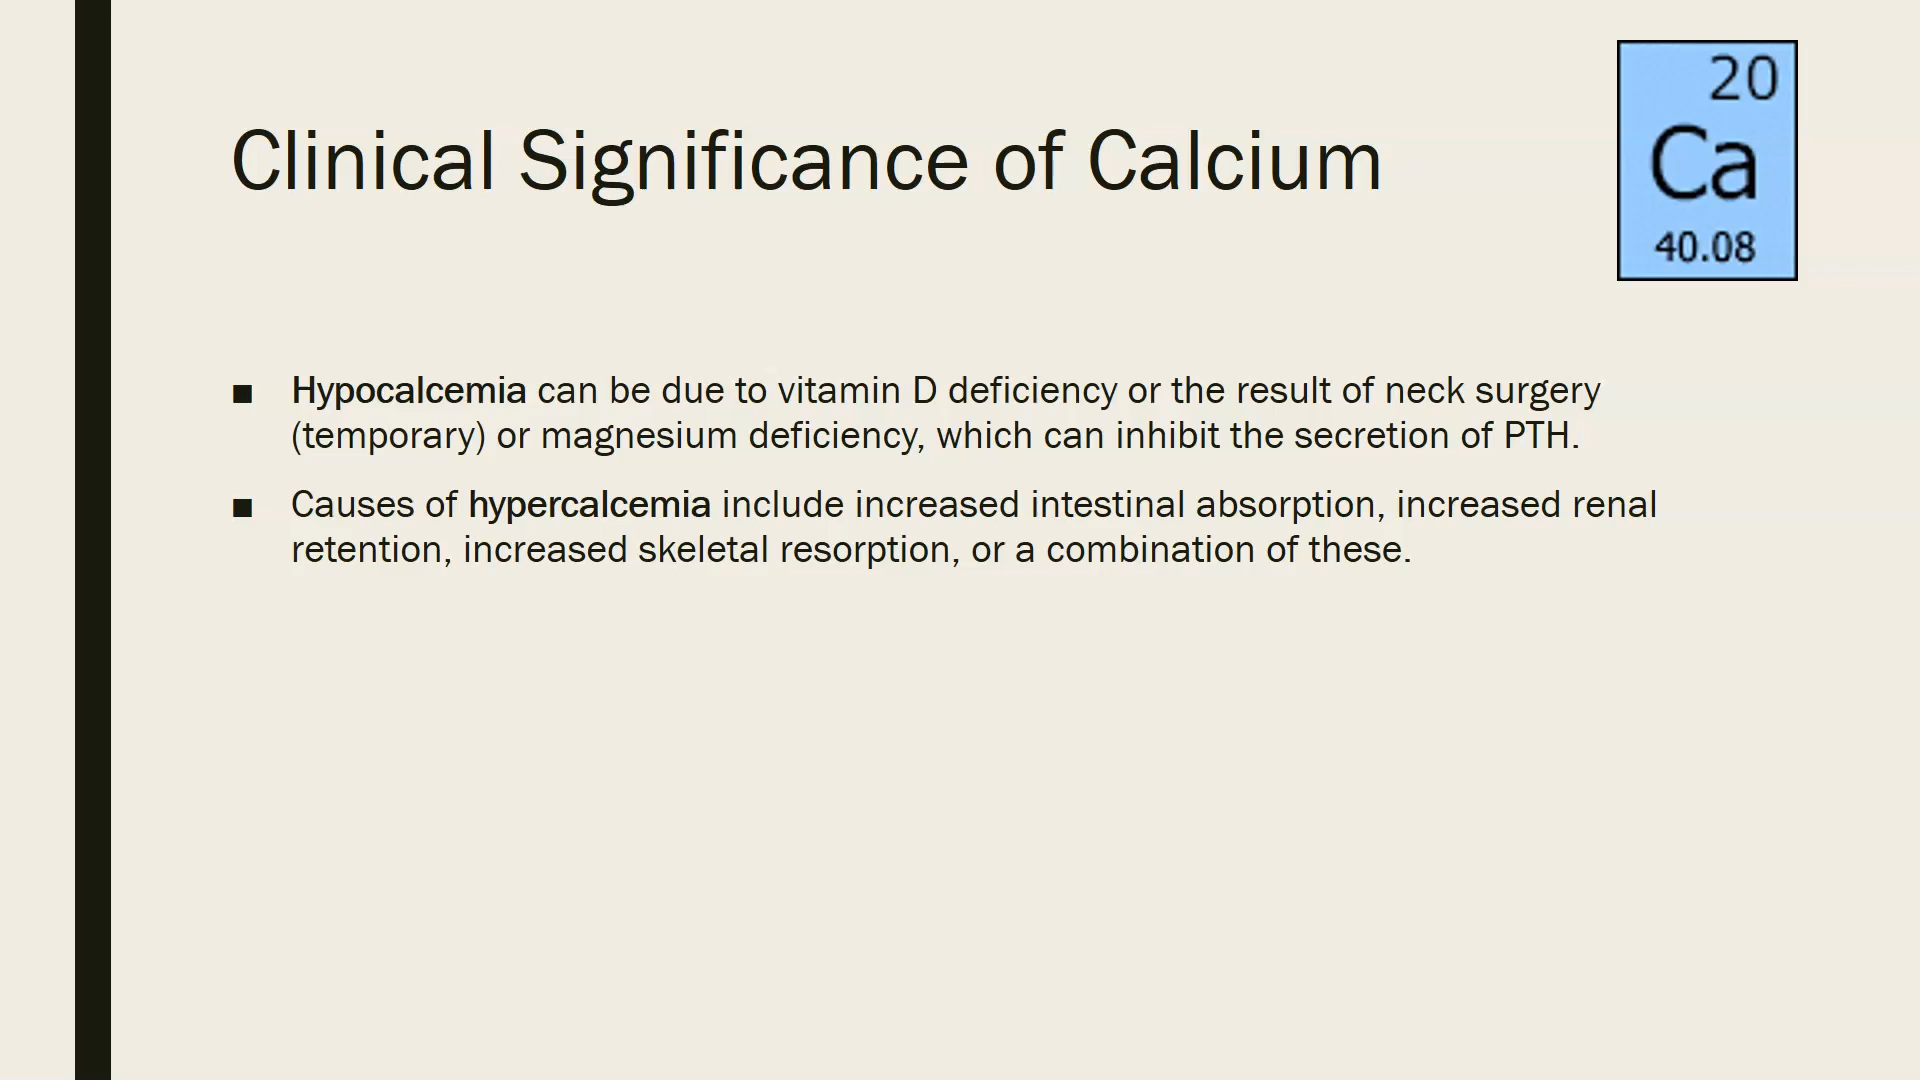 Clinical Significance of Calcium
20
Ca
40.08
■ Hypocalcemia can be due to vitamin D deficiency or the result of neck surgery
(temporary) or magnesium deficiency, which can inhibit the secretion of PTH.
■ Causes of hypercalcemia include increased intestinal absorption, increased renal
retention, increased skeletal resorption, or a combination of these.